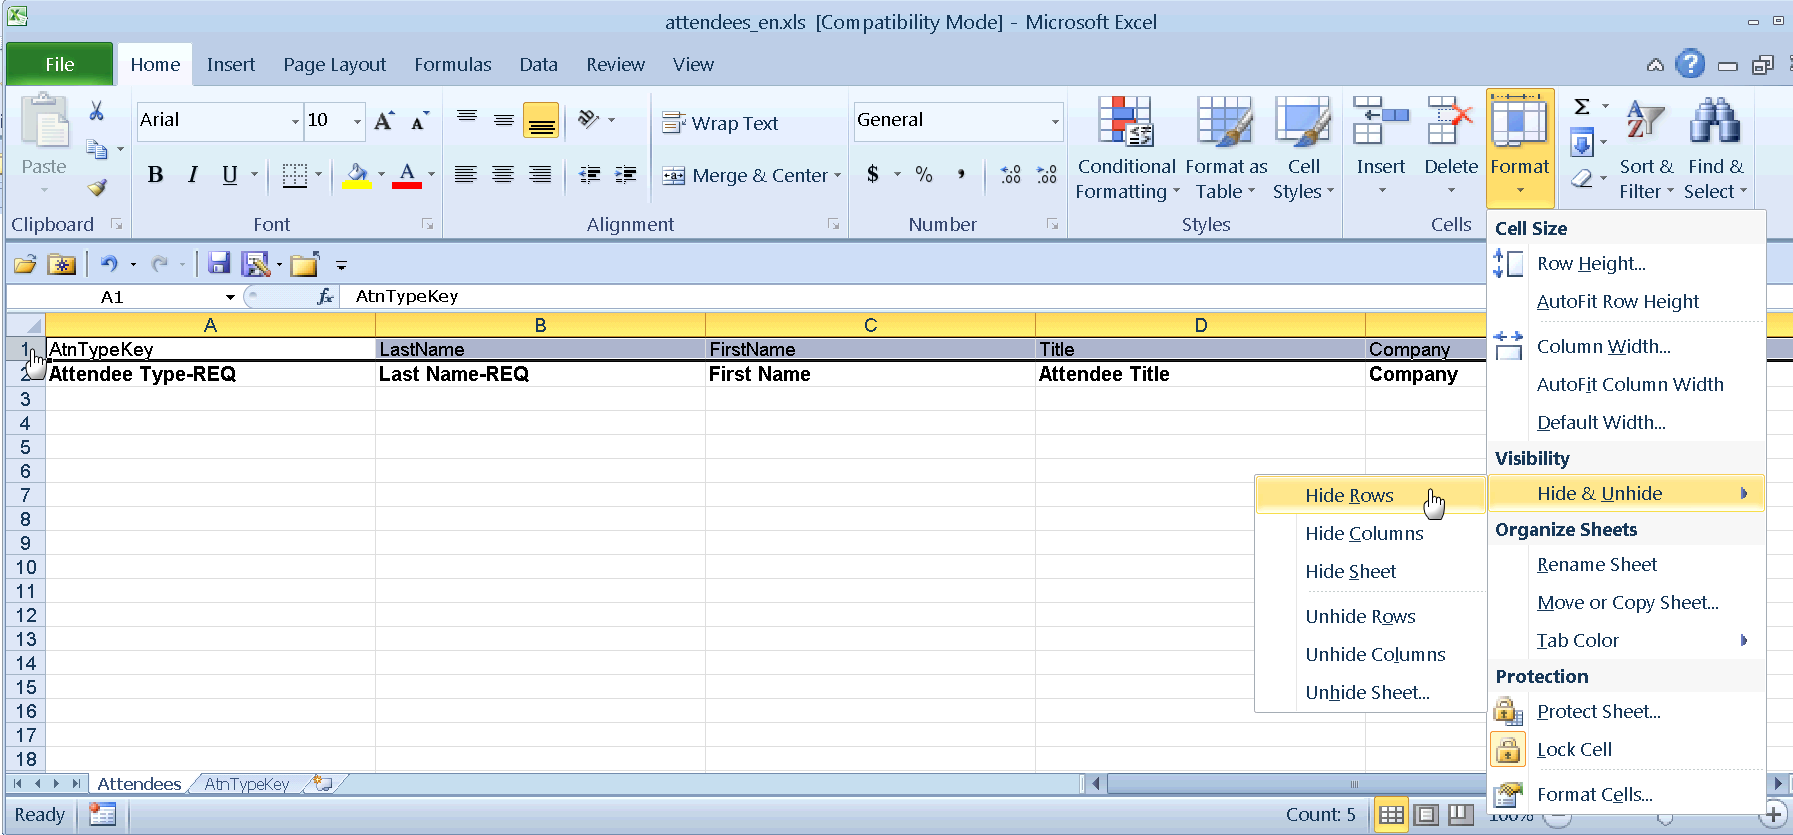 attendees_en.xls [Compatibility Mode] - Microsoft Excel
File Home Insert Page Layout Formulas Data Review View
Arial 10 Wrap Text General
Paste B I U A Merge & Center $ % Conditional Formatting Format as Table Cell Styles Insert Delete Format Sort & Filter Find & Select
Clipboard Font Alignment Number Styles Cells
A1 fx AtnTypeKey
A B C D
1 AtnTypeKey LastName FirstName Title Company
2 Attendee Type-REQ Last Name-REQ First Name Attendee Title Company
3
4
5
6
7
8
9
10
11
12
13
14
15
16
17
18
Cell Size
Row Height...
AutoFit Row Height
Column Width...
AutoFit Column Width
Default Width...
Visibility
Hide & Unhide
Hide Rows
Hide Columns
Hide Sheet
Unhide Rows
Unhide Columns
Unhide Sheet...
Organize Sheets
Rename Sheet
Move or Copy Sheet...
Tab Color
Protection
Protect Sheet...
Lock Cell
Format Cells...
Attendees AtnTypeKey
Ready Count: 5 100%